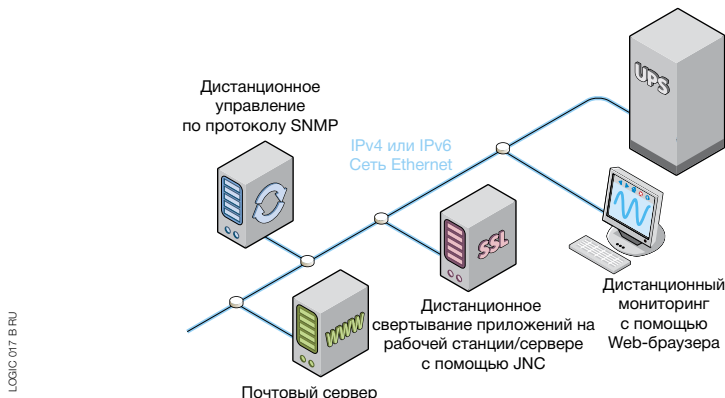 UPS
Дистанционное
управление
по протоколу SNMP
IPv4 или IPv6
Сеть Ethernet
SSL
Дистанционный
мониторинг
с помощью
Web-браузера
Дистанционное
свертывание приложений на
рабочей станции/сервере
с помощью JNC
WWW
Почтовый сервер
LOGIC 017 B RU